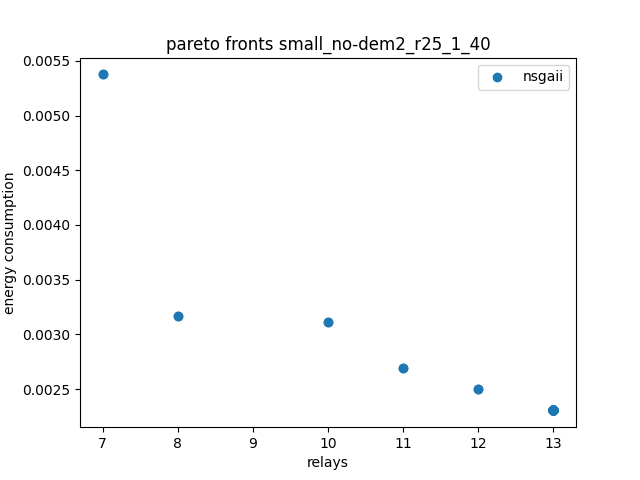 pareto fronts small_no-dem2_r25_1_40
nsgaii
0.0055
0.0050
0.0045
0.0040
0.0035
0.0030
0.0025
energy consumption
7 8 9 10 11 12 13
relays